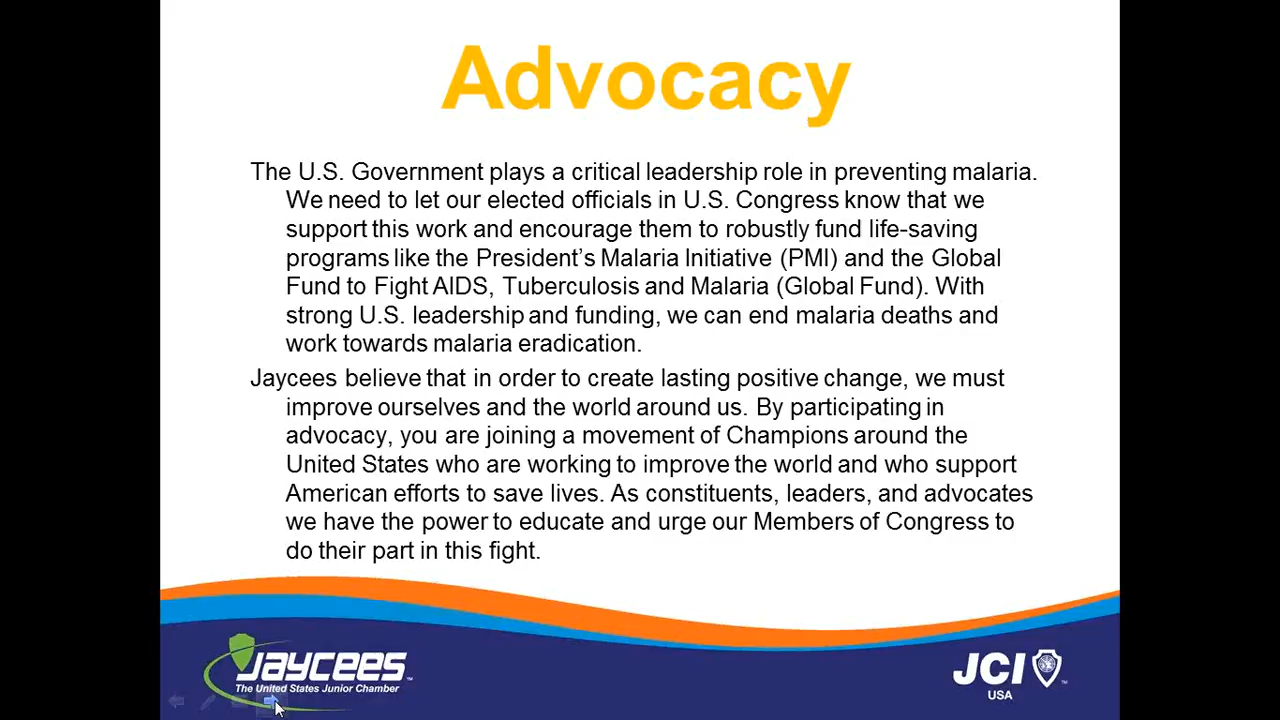 Advocacy
The U.S. Government plays a critical leadership role in preventing malaria.
We need to let our elected officials in U.S. Congress know that we
support this work and encourage them to robustly fund life-saving
programs like the President’s Malaria Initiative (PMI) and the Global
Fund to Fight AIDS, Tuberculosis and Malaria (Global Fund). With
strong U.S. leadership and funding, we can end malaria deaths and
work towards malaria eradication.
Jaycees believe that in order to create lasting positive change, we must
improve ourselves and the world around us. By participating in
advocacy, you are joining a movement of Champions around the
United States who are working to improve the world and who support
American efforts to save lives. As constituents, leaders, and advocates
we have the power to educate and urge our Members of Congress to
do their part in this fight.
Jaycees
The United States Junior Chamber
JCI
USA